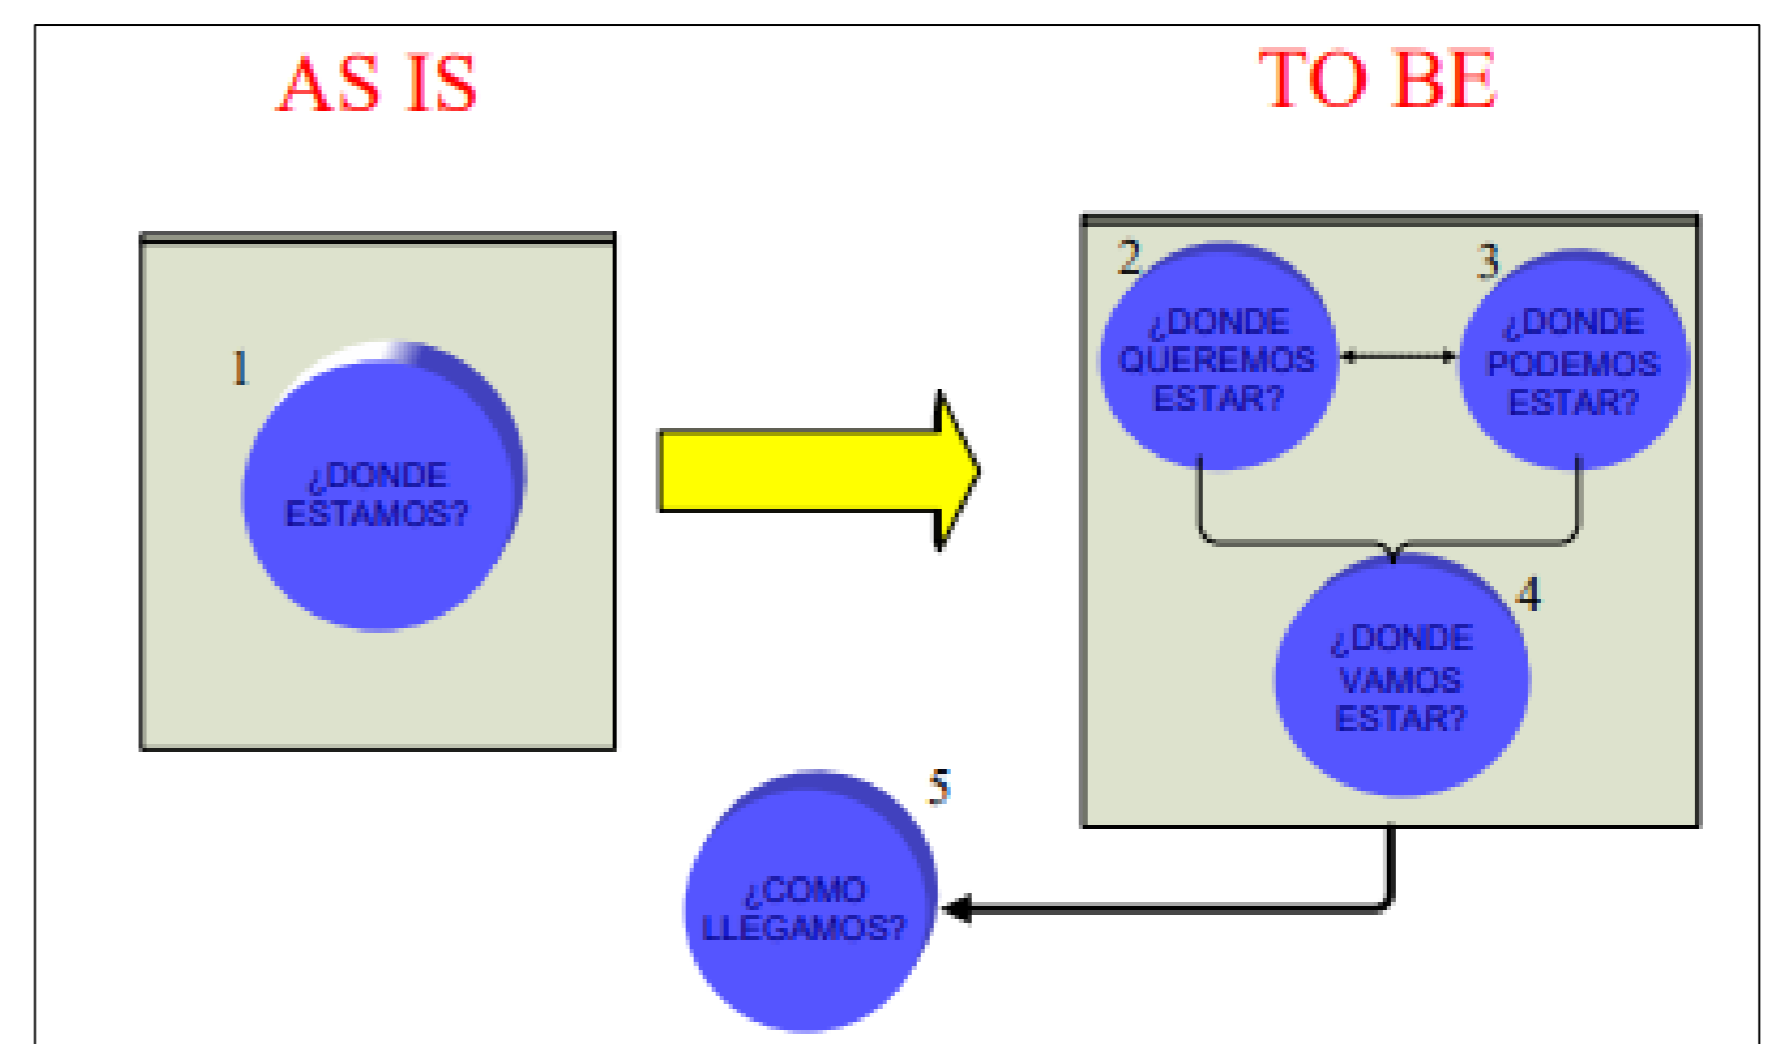 AS IS
TO BE
1
¿DONDE
ESTAMOS?
2
¿DONDE
QUEREMOS
ESTAR?
3
¿DONDE
PODEMOS
ESTAR?
4
¿DONDE
VAMOS
ESTAR?
5
¿COMO
LLEGAMOS?